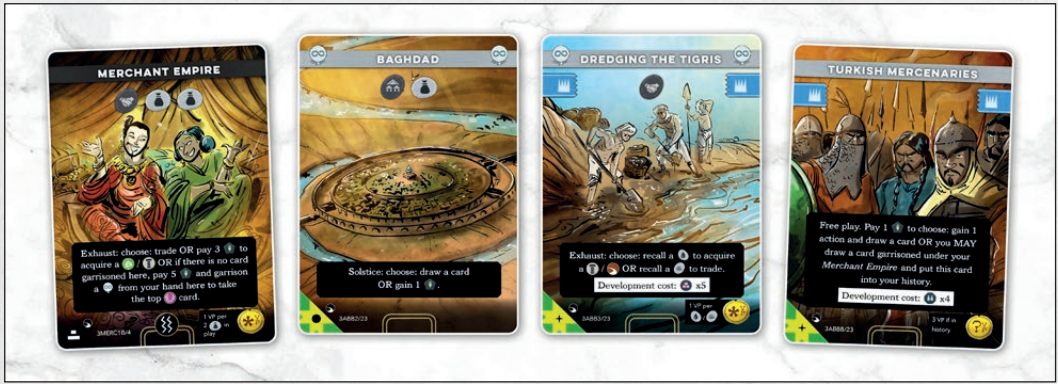 MERCHANT EMPIRE
Exhaust: choose: trade OR pay 3 to
acquire a / OR if there is no card
garrisoned here, pay 5 and garrison
a from your hand here to take
the top card.
3MERC1B/4
1 VP per
2 in
play
BAGHDAD
Solstice: choose: draw a card
OR gain 1 .
3ABB2/23
DREDGING THE TIGRIS
Exhaust: choose: recall a to acquire
a / OR recall a to trade.
Development cost: x5
3ABB3/23
1 VP per
/
TURKISH MERCENARIES
Free play. Pay 1 to choose: gain 1
action and draw a card OR you MAY
draw a card garrisoned under your
Merchant Empire and put this card
into your history.
Development cost: x4
3ABB8/23
3 VP if in
history
?